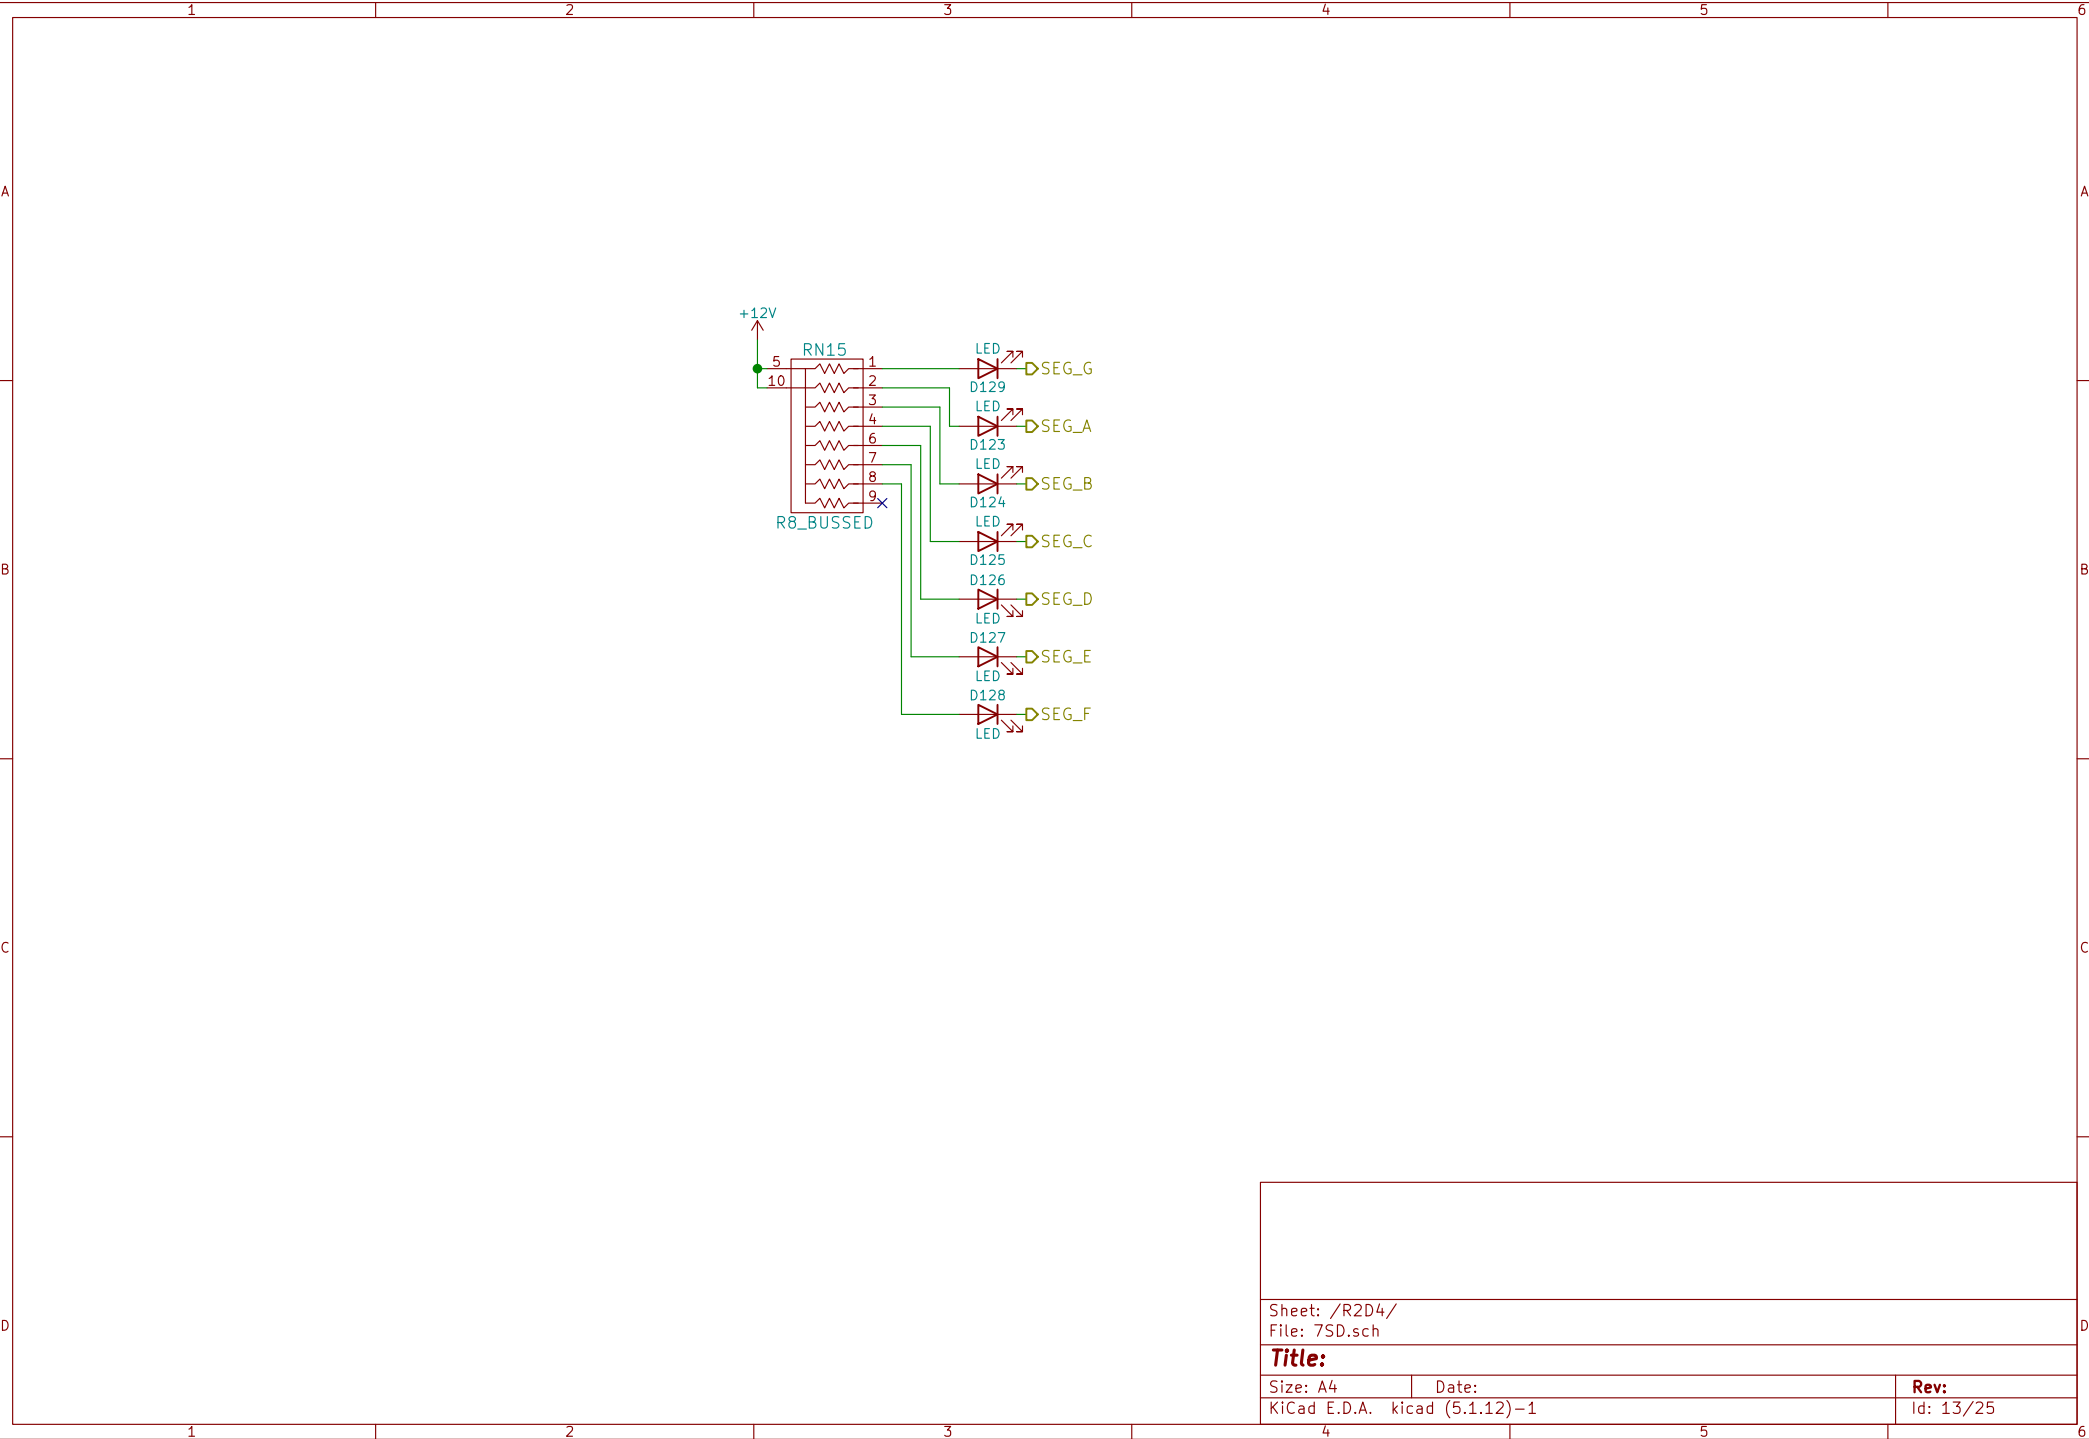 1 2 3 4 5 6
A A
+12V
RN15
LED
5 1 SEG_G
10 2 D129
LED
3
4 SEG_A
6 D123
7 LED
8 SEG_B
9 D124
R8_BUSSED LED
SEG_C
D125
B B
D126
SEG_D
LED
D127
SEG_E
LED
D128
SEG_F
LED
C C
Sheet: /R2D4/
File: 7SD.sch
D D
Title:
Size: A4 Date: Rev:
KiCad E.D.A. kicad (5.1.12)-1 Id: 13/25
1 2 3 4 5 6